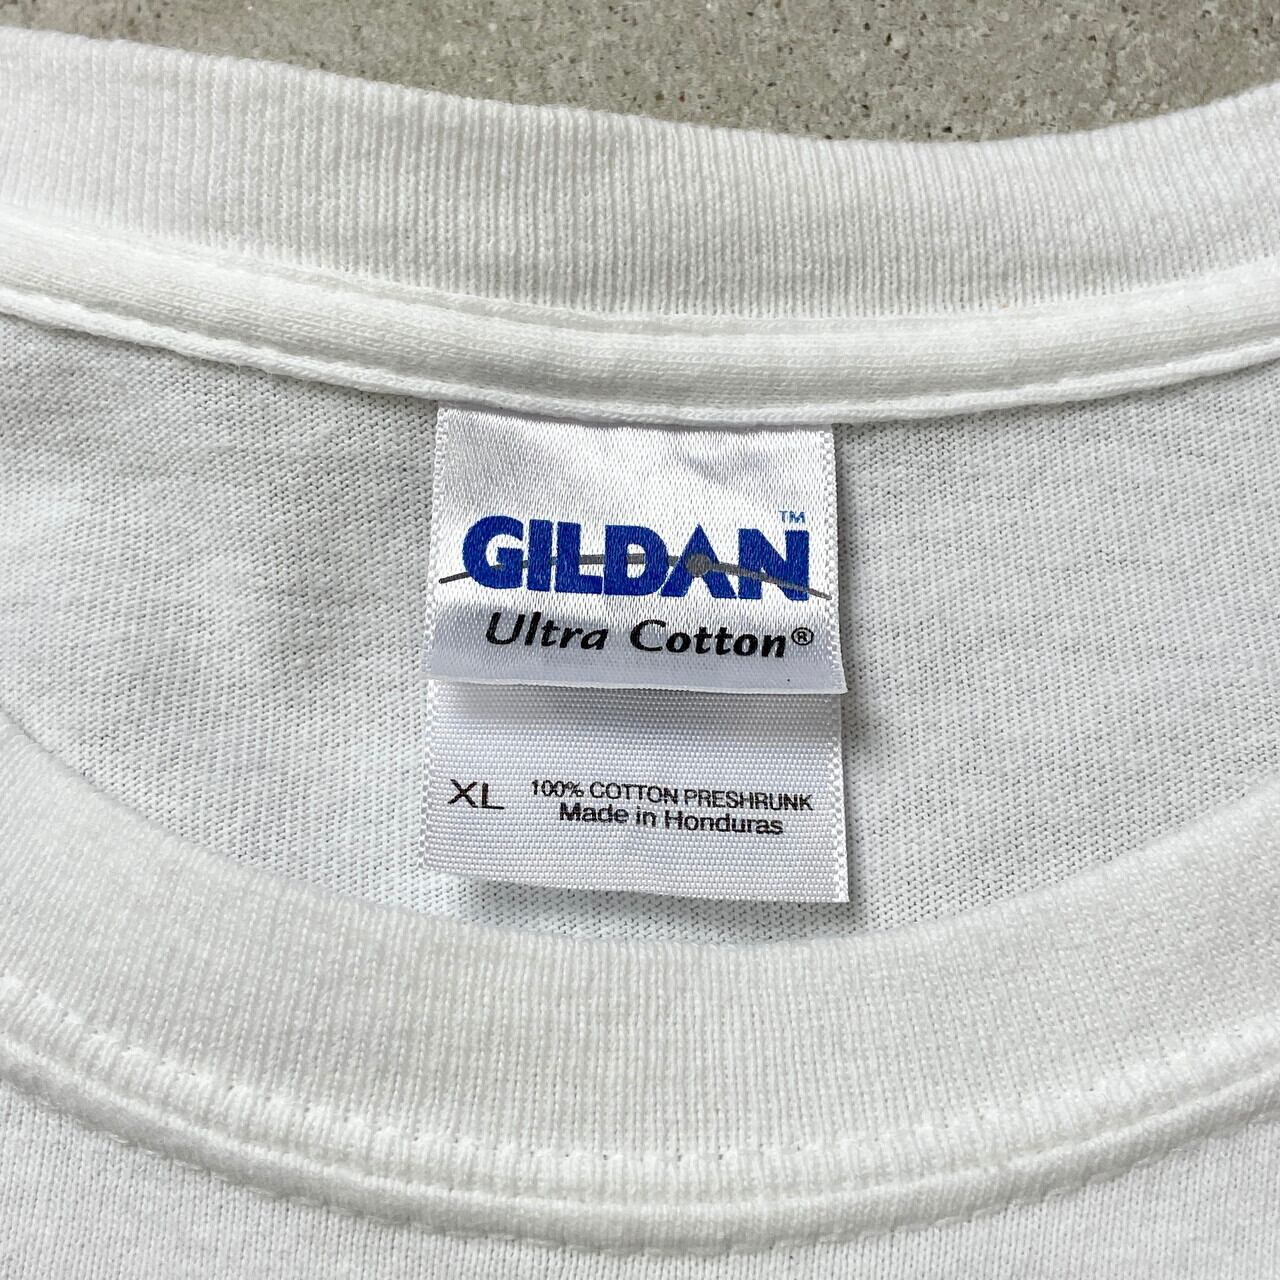 GILDAN™
Ultra Cotton®
XL 100% COTTON PRESHRUNK
Made in Honduras